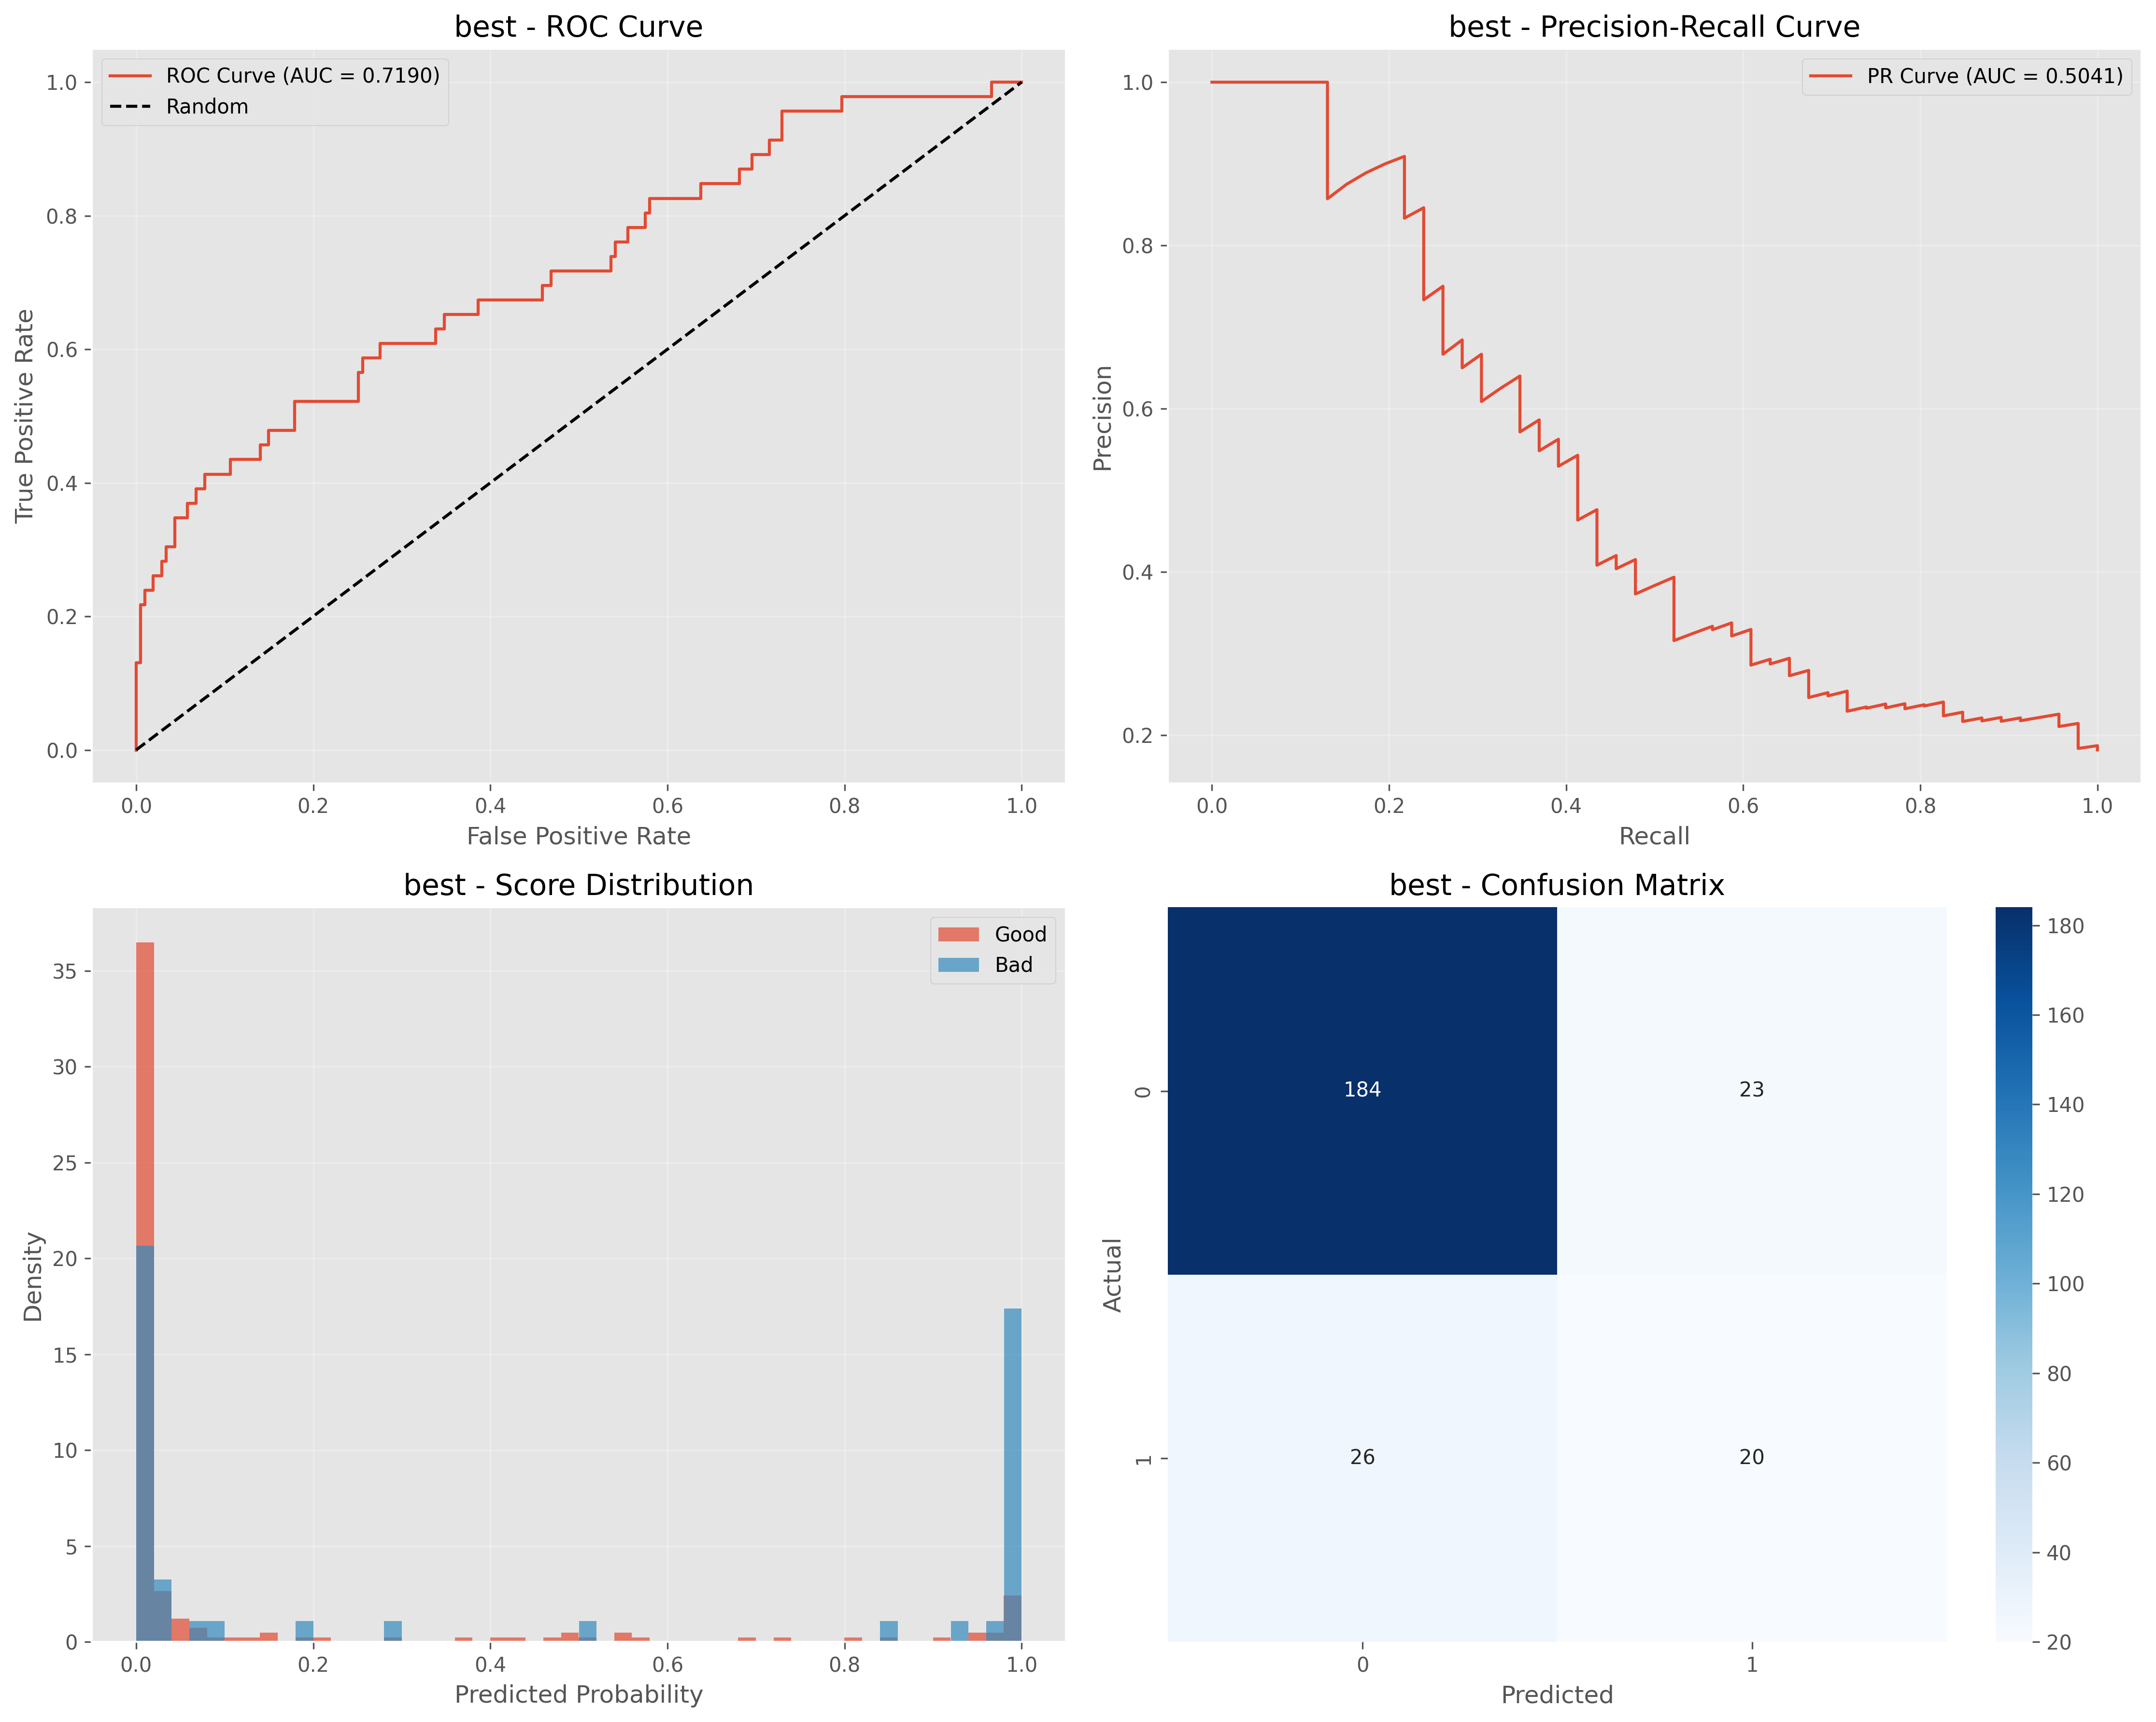 best - ROC Curve
ROC Curve (AUC = 0.7190)
Random
True Positive Rate
1.0
0.8
0.6
0.4
0.2
0.0
0.0 0.2 0.4 0.6 0.8 1.0
False Positive Rate
best - Precision-Recall Curve
PR Curve (AUC = 0.5041)
Precision
1.0
0.8
0.6
0.4
0.2
0.0 0.2 0.4 0.6 0.8 1.0
Recall
best - Score Distribution
Good
Bad
Density
35
30
25
20
15
10
5
0
0.0 0.2 0.4 0.6 0.8 1.0
Predicted Probability
best - Confusion Matrix
Actual
0
1
184 23
26 20
0 1
Predicted
180
160
140
120
100
80
60
40
20